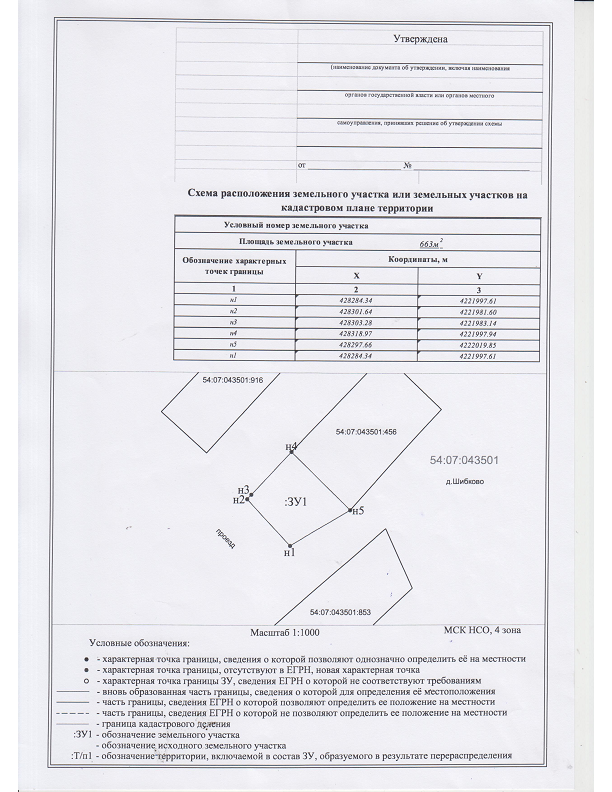 Утверждена
(наименование документа об утверждении, включая наименования
органов государственной власти или органов местного
самоуправления, принявших решение об утверждении схемы
от №
Схема расположения земельного участка или земельных участков на
кадастровом плане территории
Условный номер земельного участка
Площадь земельного участка 663м²
Обозначение характерных точек границы Координаты, м
X Y
1 2 3
н1 428284.34 4221997.61
н2 428301.64 4221981.60
н3 428303.28 4221983.14
н4 428318.97 4221997.94
н5 428297.66 4222019.85
н1 428284.34 4221997.61
54:07:043501:916
54:07:043501:456
н4
54:07:043501
д.Шибково
н3
н2
:ЗУ1
н5
проезд
н1
54:07:043501:853
Масштаб 1:1000
МСК НСО, 4 зона
Условные обозначения:
- характерная точка границы, сведения о которой позволяют однозначно определить её на местности
- характерная точка границы, отсутствуют в ЕГРН, новая характерная точка
- характерная точка границы ЗУ, сведения ЕГРН о которой не соответствуют требованиям
- вновь образованная часть границы, сведения о которой для определения её местоположения
- часть границы, сведения ЕГРН о которой позволяют определить ее положение на местности
- часть границы, сведения ЕГРН о которой не позволяют определить ее положение на местности
- граница кадастрового деления
:ЗУ1 - обозначение земельного участка
- обозначение исходного земельного участка
:Т/п1 - обозначение территории, включаемой в состав ЗУ, образуемого в результате перераспределения